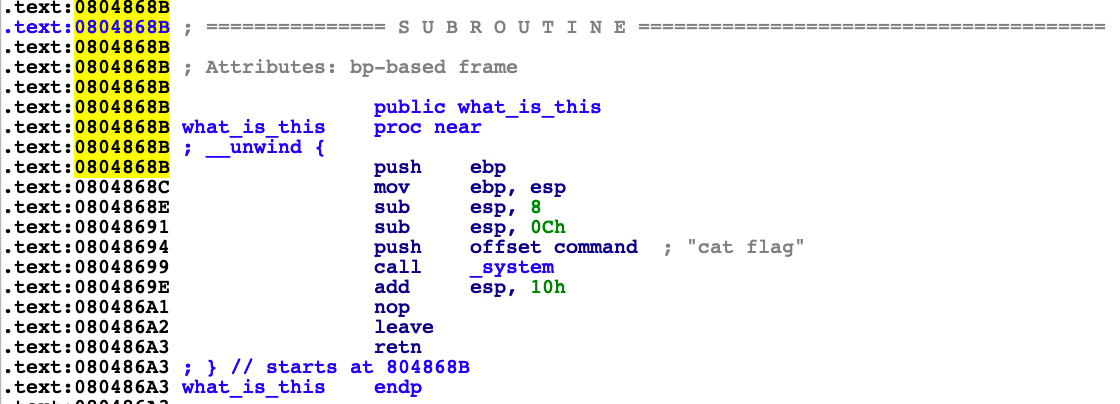 .text:0804868B
.text:0804868B ; =============== S U B R O U T I N E =======================================
.text:0804868B
.text:0804868B ; Attributes: bp-based frame
.text:0804868B
.text:0804868B public what_is_this
.text:0804868B what_is_this proc near
.text:0804868B ; __unwind {
.text:0804868B push ebp
.text:0804868C mov ebp, esp
.text:0804868E sub esp, 8
.text:08048691 sub esp, 0Ch
.text:08048694 push offset command ; "cat flag"
.text:08048699 call _system
.text:0804869E add esp, 10h
.text:080486A1 nop
.text:080486A2 leave
.text:080486A3 retn
.text:080486A3 ; } // starts at 804868B
.text:080486A3 what_is_this endp
.text:080486A3